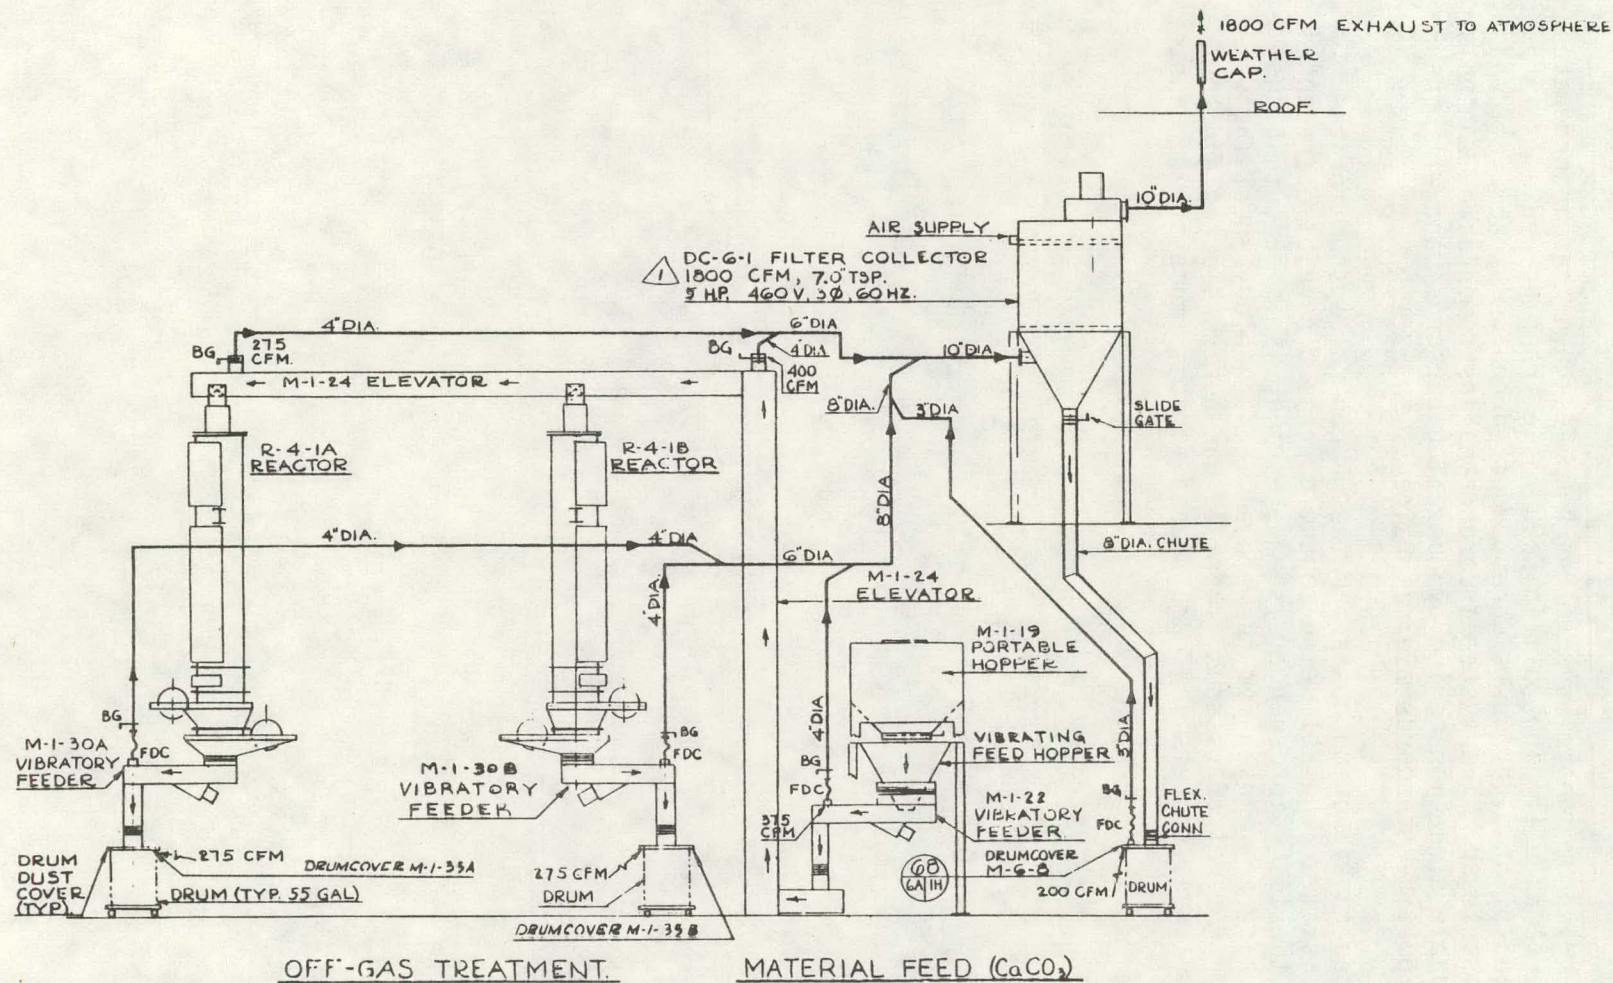 1800 CFM EXHAUST TO ATMOSPHERE
WEATHER
CAP.
ROOF.
10"DIA.
AIR SUPPLY
DC-6-1 FILTER COLLECTOR
1
1800 CFM, 7.0"TSP.
5 H.P. 460 V, 3Ø, 60 HZ.
4"DIA.
6"DIA
BG
275
CFM.
BG
4"DIA
10"DIA
400
CFM
M-1-24 ELEVATOR
8"DIA.
3"DIA
SLIDE
GATE
R-4-1A
REACTOR
R-4-1B
REACTOR
8"DIA
4"DIA.
4"DIA
6"DIA
8"DIA. CHUTE
M-1-24
ELEVATOR
4"DIA.
M-1-19
PORTABLE
HOPPER
BG
FDC
M-1-30A
VIBRATORY
FEEDER
BG
FDC
4"DIA
3"DIA
VIBRATING
FEED HOPPER
M-1-30B
VIBRATORY
FEEDER
BG
FDC
375
CFM
M-1-22
VIBRATORY
FEEDER
BG
FDC
FLEX.
CHUTE
CONN
DRUM
DUST
COVER
(TYP)
275 CFM
DRUMCOVER M-1-35A
DRUM (TYP. 55 GAL)
275 CFM
DRUM
DRUMCOVER M-1-35B
68
6A 1H
DRUMCOVER
M-6-8
200 CFM
DRUM
OFF-GAS TREATMENT.
MATERIAL FEED (CaCO3)